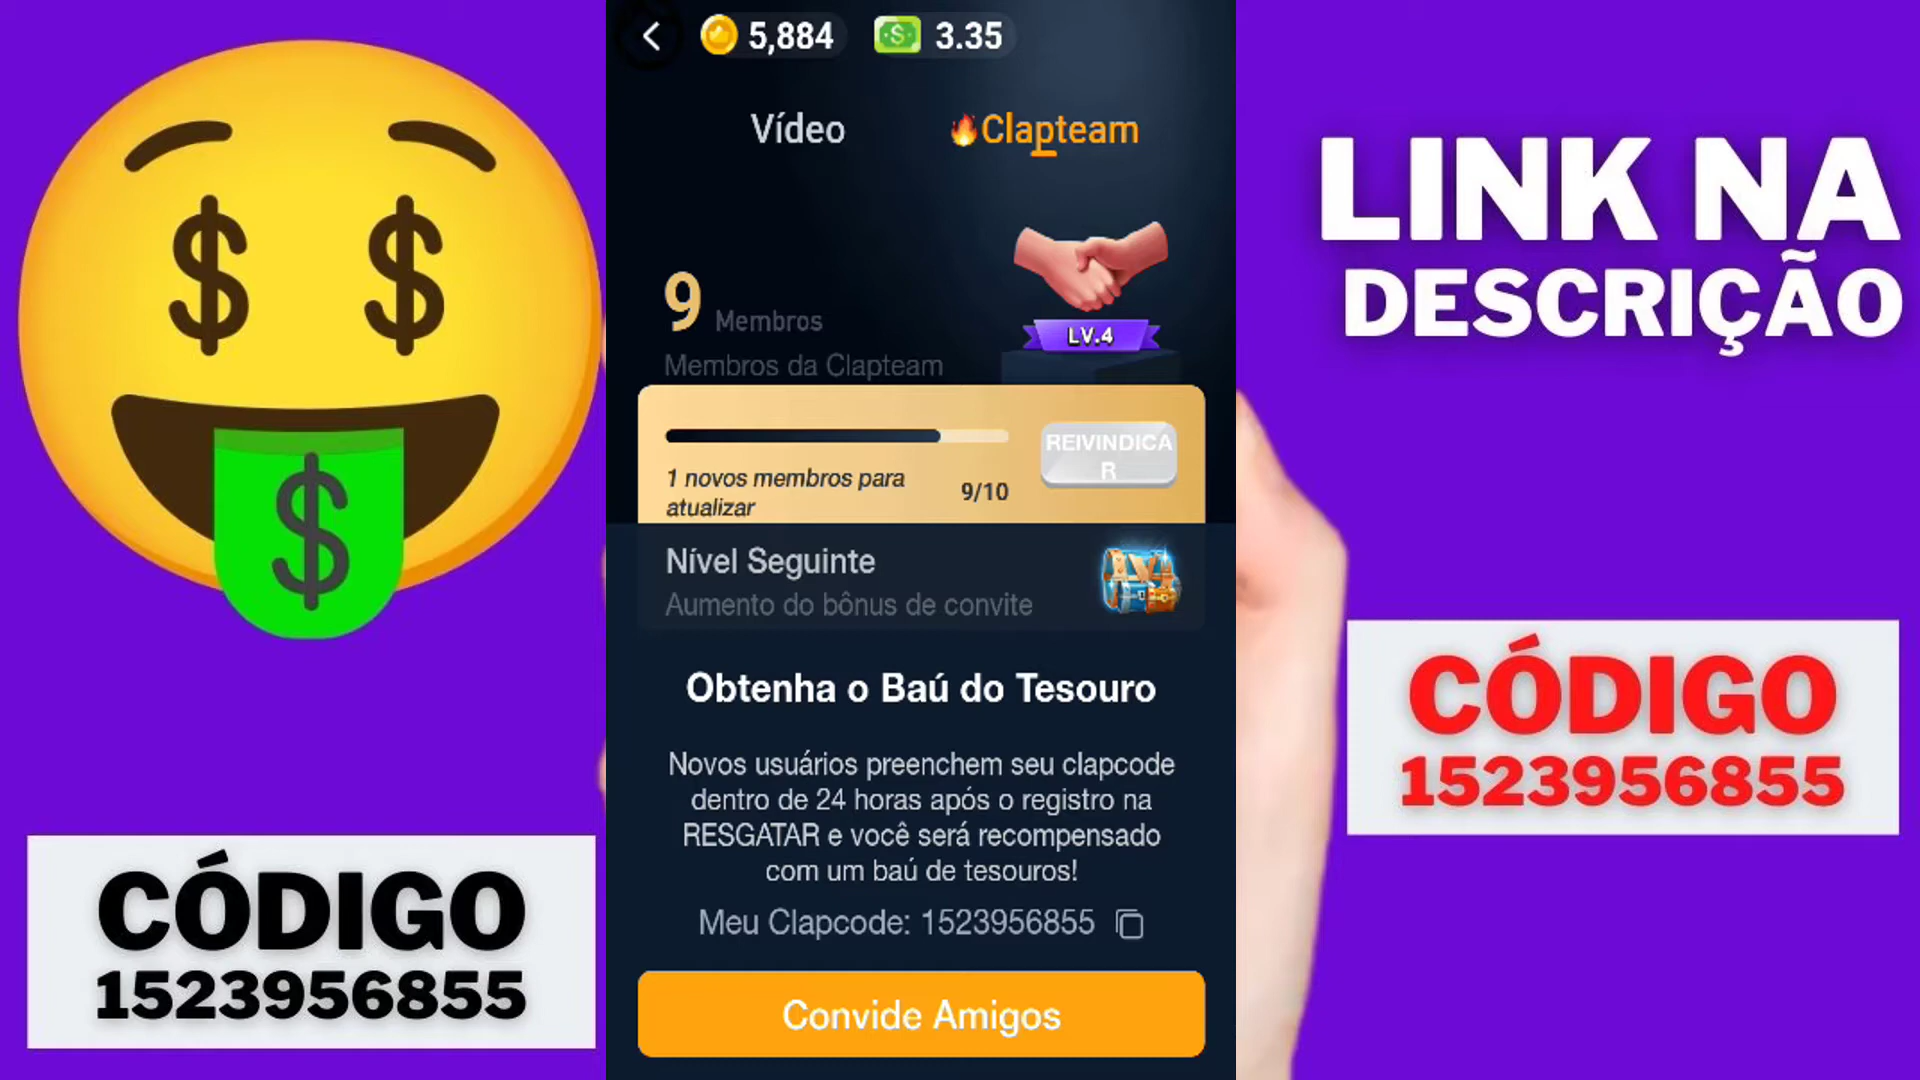 5,884
3.35
Vídeo
Clapteam
9 Membros
Membros da Clapteam
LV.4
REIVINDICA
R
1 novos membros para
atualizar
9/10
Nível Seguinte
Aumento do bônus de convite
Obtenha o Baú do Tesouro
Novos usuários preenchem seu clapcode
dentro de 24 horas após o registro na
RESGATAR e você será recompensado
com um baú de tesouros!
Meu Clapcode: 1523956855
Convide Amigos
CÓDIGO
1523956855
LINK NA
DESCRIÇÃO
CÓDIGO
1523956855